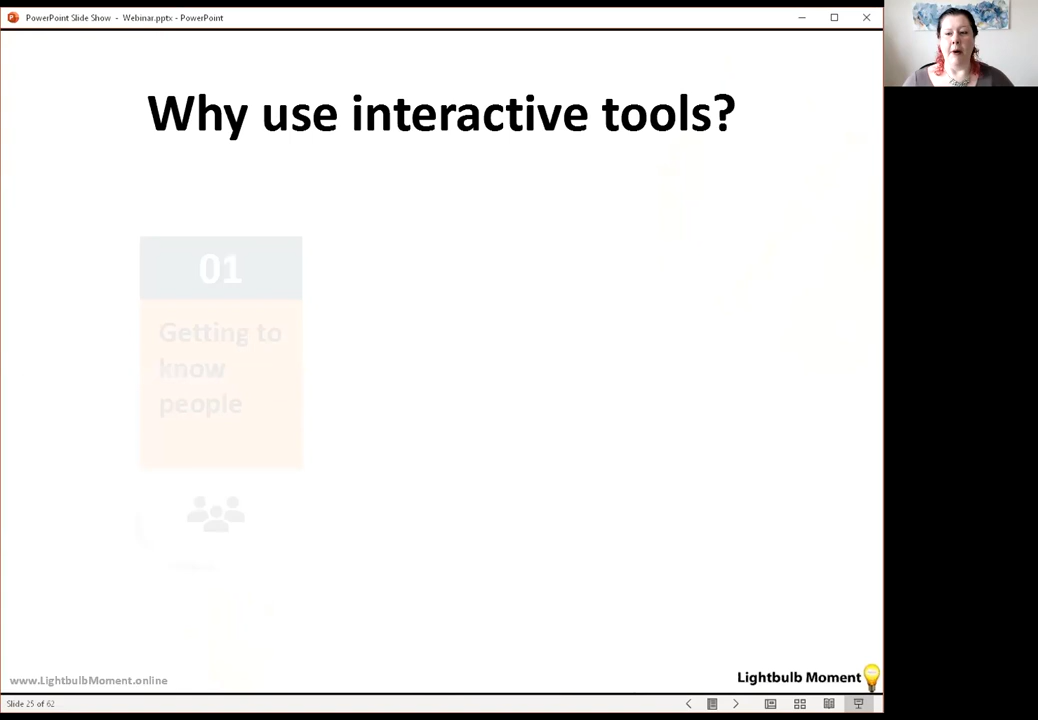 PowerPoint Slide Show - Webinar.pptx - PowerPoint
Why use interactive tools?
01
Getting to
know
people
www.LightbulbMoment.online
Lightbulb Moment
Slide 25 of 62